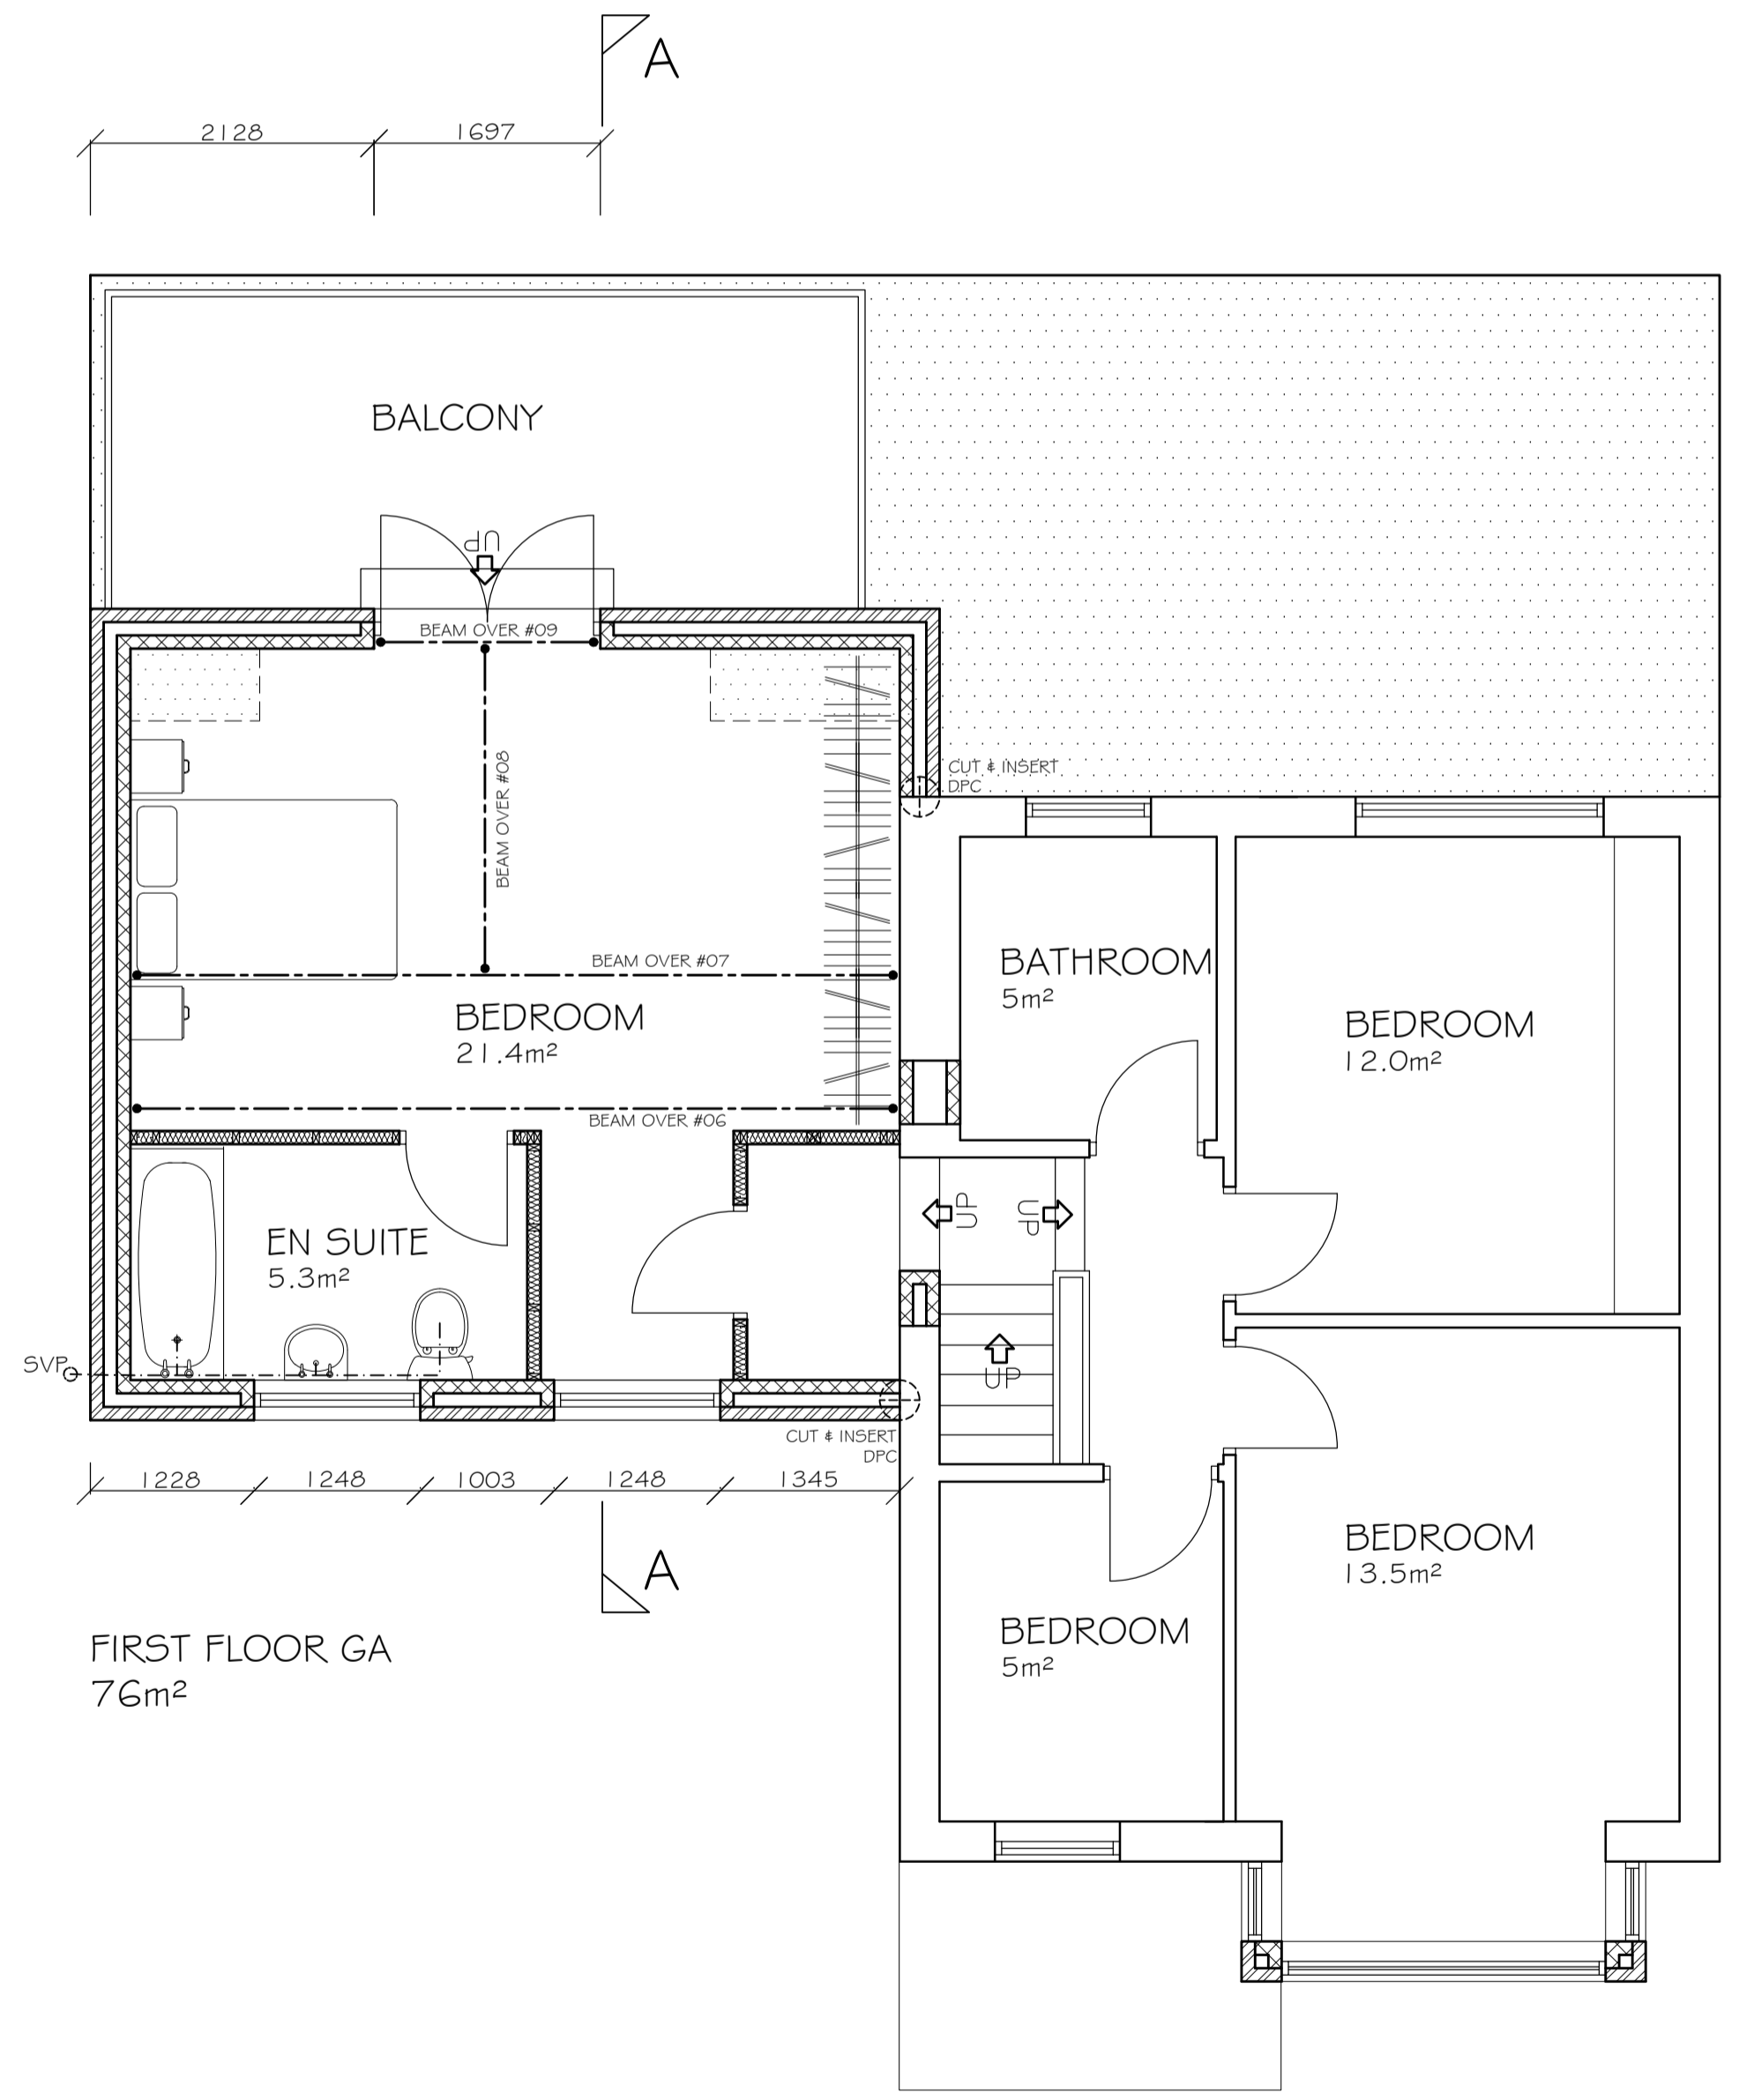 A
2128
1697
BALCONY
UP
BEAM OVER #09
BEAM OVER #08
CUT & INSERT
DPC
BEAM OVER #07
BATHROOM
5m²
BEDROOM
21.4m²
BEDROOM
12.0m²
BEAM OVER #06
UP
UP
EN SUITE
5.3m²
SVP
UP
CUT & INSERT
DPC
1228
1248
1003
1248
1345
A
BEDROOM
13.5m²
BEDROOM
5m²
FIRST FLOOR GA
76m²